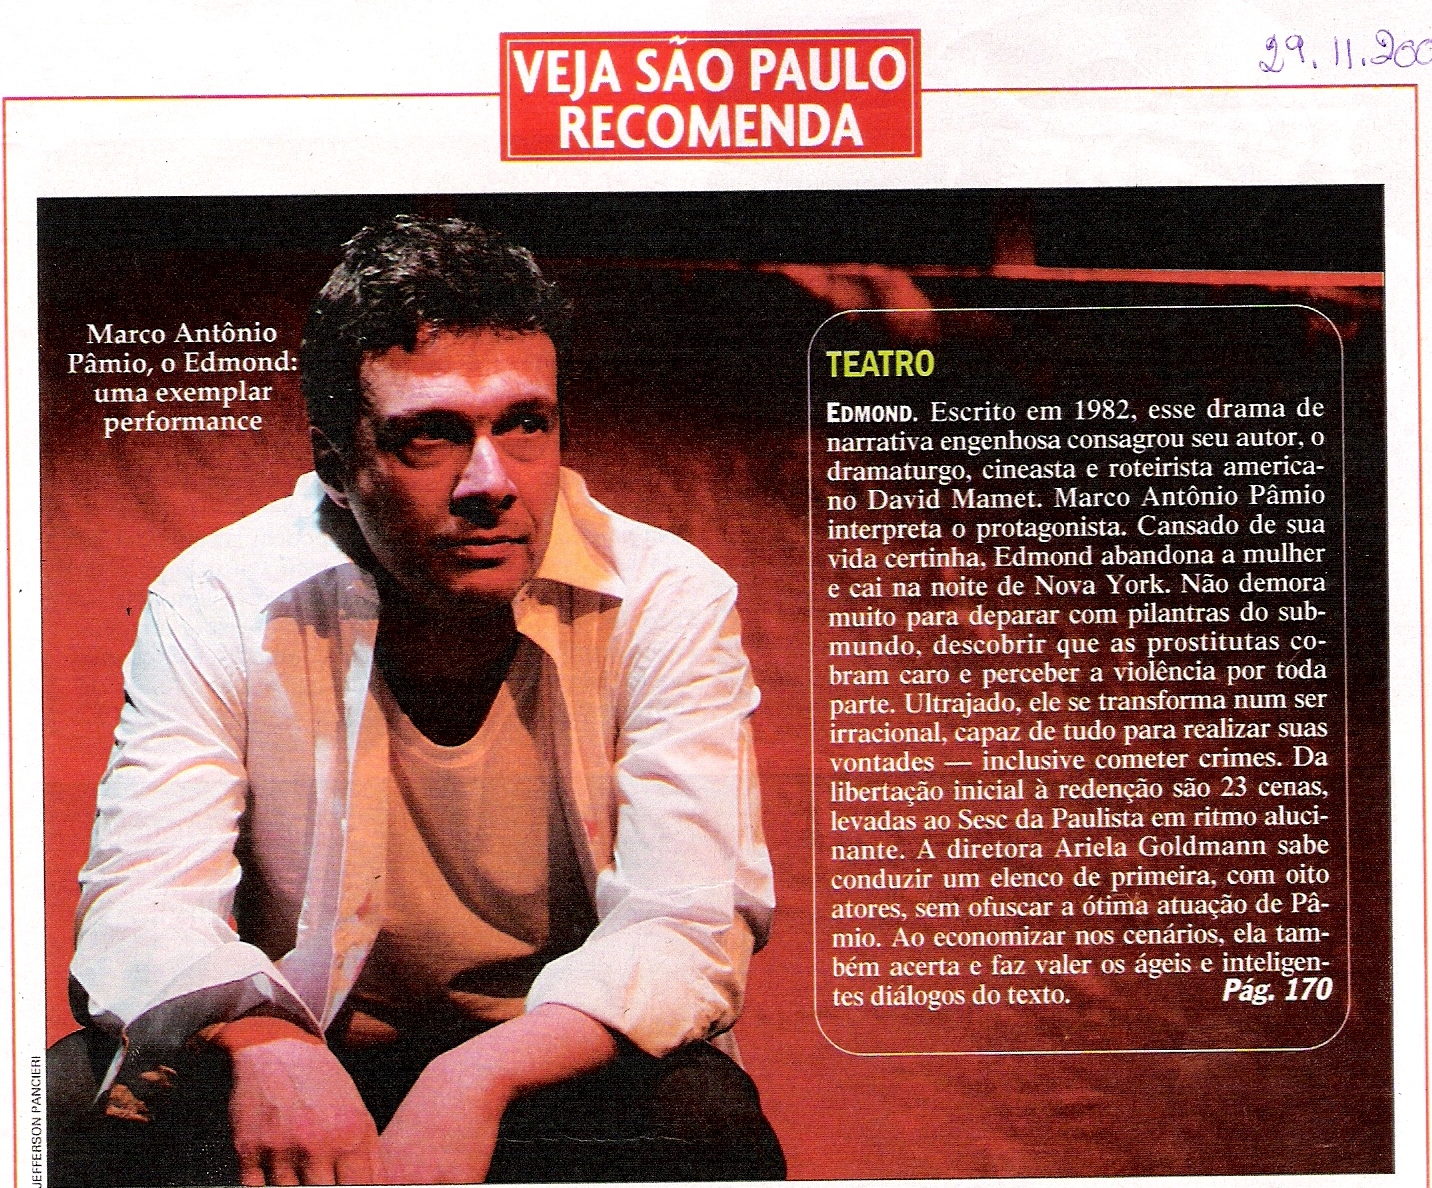 VEJA SÃO PAULO
RECOMENDA
29.11.200
Marco Antônio
Pâmio, o Edmond:
uma exemplar
performance
TEATRO
EDMOND. Escrito em 1982, esse drama de
narrativa engenhosa consagrou seu autor, o
dramaturgo, cineasta e roteirista america-
no David Mamet. Marco Antônio Pâmio
interpreta o protagonista. Cansado de sua
vida certinha, Edmond abandona a mulher
e cai na noite de Nova York. Não demora
muito para deparar com pilantras do sub-
mundo, descobrir que as prostitutas co-
bram caro e perceber a violência por toda
parte. Ultrajado, ele se transforma num ser
irracional, capaz de tudo para realizar suas
vontades — inclusive cometer crimes. Da
libertação inicial à redenção são 23 cenas,
levadas ao Sesc da Paulista em ritmo aluci-
nante. A diretora Ariela Goldmann sabe
conduzir um elenco de primeira, com oito
atores, sem ofuscar a ótima atuação de Pâ-
mio. Ao economizar nos cenários, ela tam-
bém acerta e faz valer os ágeis e inteligen-
tes diálogos do texto. Pág. 170
JEFFERSON PANCIERI